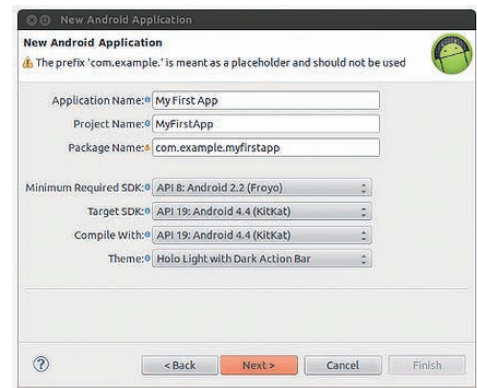 New Android Application
New Android Application
The prefix 'com.example.' is meant as a placeholder and should not be used
Application Name: My First App
Project Name: MyFirstApp
Package Name: com.example.myfirstapp
Minimum Required SDK: API 8: Android 2.2 (Froyo)
Target SDK: API 19: Android 4.4 (KitKat)
Compile With: API 19: Android 4.4 (KitKat)
Theme: Holo Light with Dark Action Bar
? < Back Next > Cancel Finish